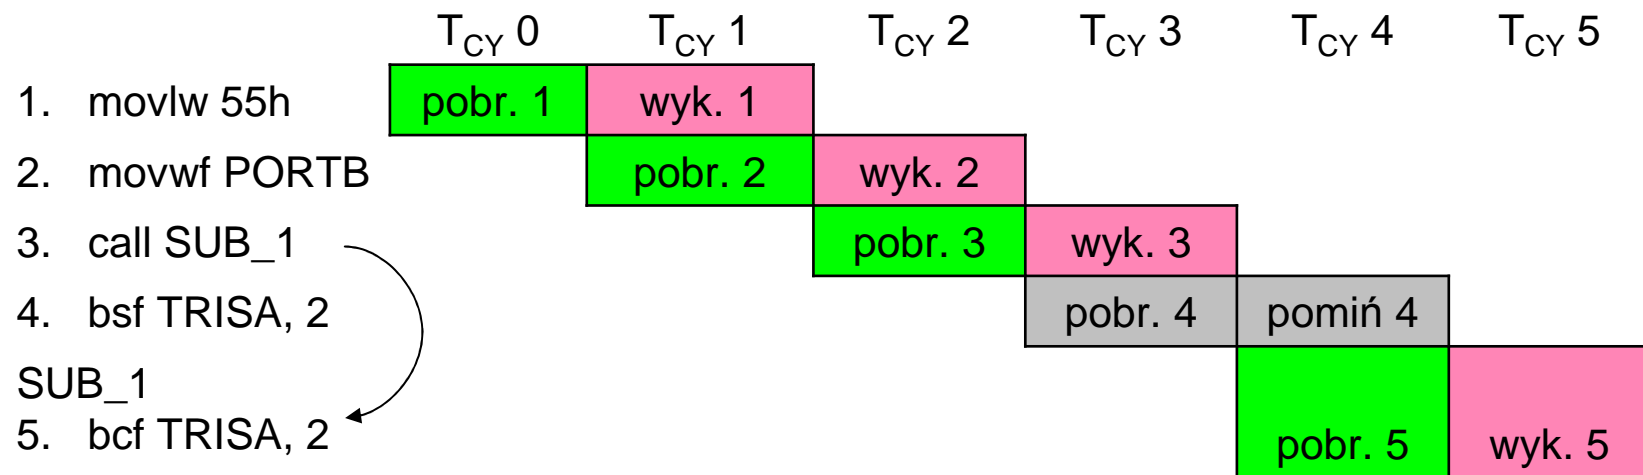 T_CY 0 T_CY 1 T_CY 2 T_CY 3 T_CY 4 T_CY 5
1. movlw 55h pobr. 1 wyk. 1
2. movwf PORTB pobr. 2 wyk. 2
3. call SUB_1 pobr. 3 wyk. 3
4. bsf TRISA, 2 pobr. 4 pomiń 4
SUB_1
5. bcf TRISA, 2 pobr. 5 wyk. 5